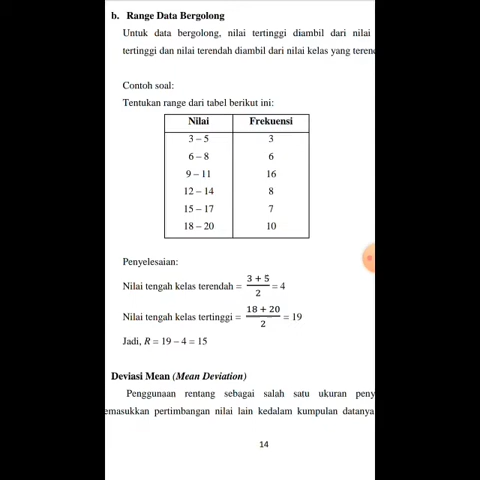 b. Range Data Bergolong
Untuk data bergolong, nilai tertinggi diambil dari nilai
tertinggi dan nilai terendah diambil dari nilai kelas yang
Contoh soal:
Tentukan range dari tabel berikut ini:
Nilai Frekuensi
3 – 5 3
6 – 8 6
9 – 11 16
12 – 14 8
15 – 17 7
18 – 20 10
Penyelesaian:
Nilai tengah kelas terendah = \frac{3 + 5}{2} = 4
Nilai tengah kelas tertinggi = \frac{18 + 20}{2} = 19
Jadi, R = 19 – 4 = 15
Deviasi Mean (Mean Deviation)
Penggunaan rentang sebagai salah satu ukuran
pertimbangan nilai lain kedalam kumpulan datanya
14